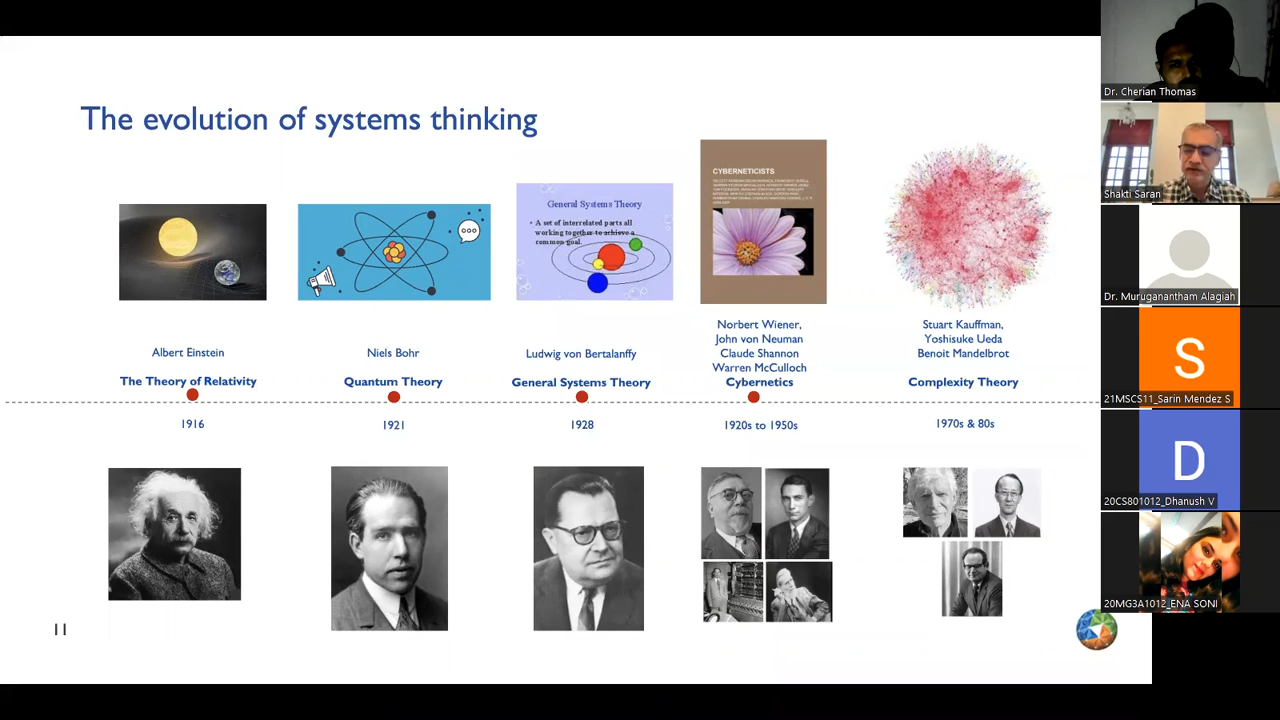 The evolution of systems thinking
General Systems Theory
• A set of interrelated parts all
working together to achieve a
common goal.
CYBERNETICISTS
Albert Einstein
The Theory of Relativity
1916
Niels Bohr
Quantum Theory
1921
Ludwig von Bertalanffy
General Systems Theory
1928
Norbert Wiener,
John von Neuman
Claude Shannon
Warren McCulloch
Cybernetics
1920s to 1950s
Stuart Kauffman,
Yoshisuke Ueda
Benoit Mandelbrot
Complexity Theory
1970s & 80s
11
Dr. Cherian Thomas
Shakti Saran
Dr. Muruganantham Alagiah
S
21MSCS11_Sarin Mendez S
D
20CS801012_Dhanush V
20MG3A1012_ENA SONI